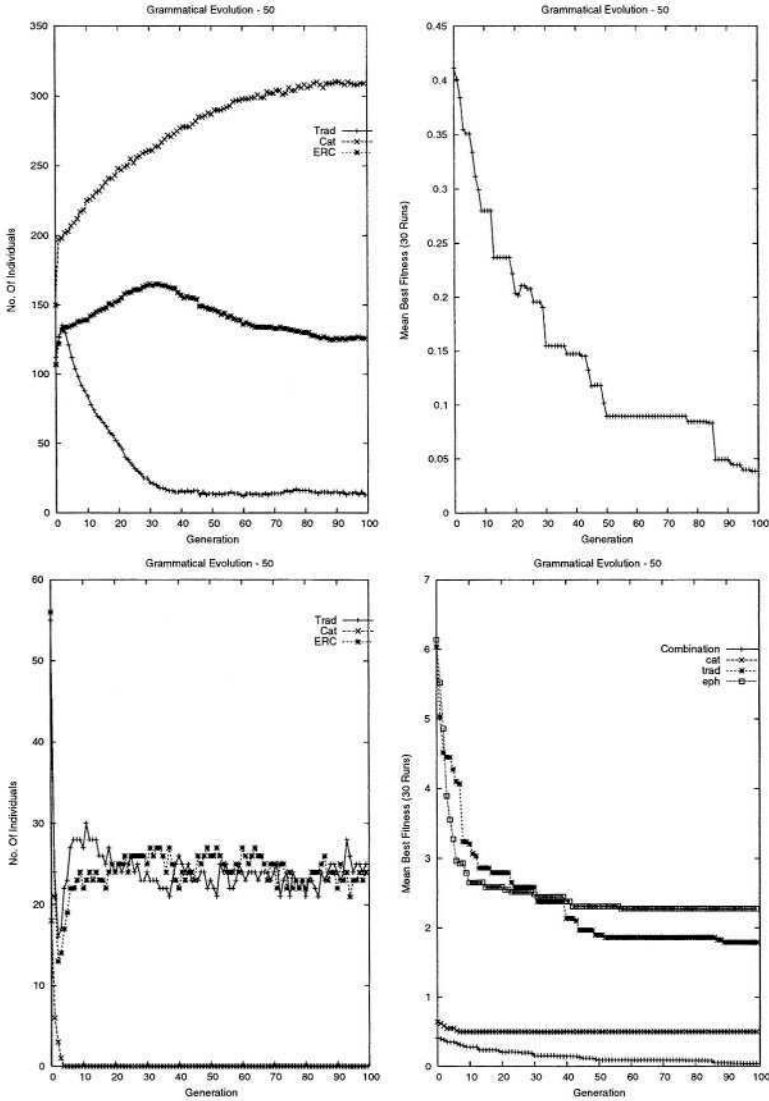 Grammatical Evolution - 50
350
300
250
200
150
100
50
0
No. Of Individuals
Trad
Cat
ERC
0 10 20 30 40 50 60 70 80 90 100
Generation
Grammatical Evolution - 50
0.45
0.4
0.35
0.3
0.25
0.2
0.15
0.1
0.05
0
Mean Best Fitness (30 Runs)
0 10 20 30 40 50 60 70 80 90 100
Generation
Grammatical Evolution - 50
60
50
40
30
20
10
0
No. Of Individuals
Trad
Cat
ERC
0 10 20 30 40 50 60 70 80 90 100
Generation
Grammatical Evolution - 50
7
6
5
4
3
2
1
0
Mean Best Fitness (30 Runs)
Combination
cat
trad
eph
0 10 20 30 40 50 60 70 80 90 100
Generation